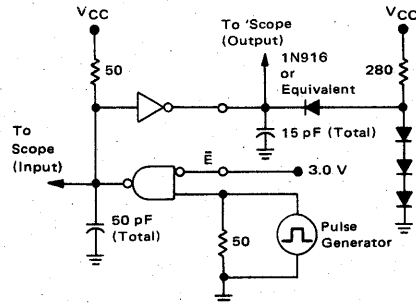 VCC
To 'Scope
(Output)
VCC
1N916
or
Equivalent
50
280
To
Scope
(Input)
15 pF (Total)
E̅
3.0 V
50 pF
(Total)
50
Pulse
Generator